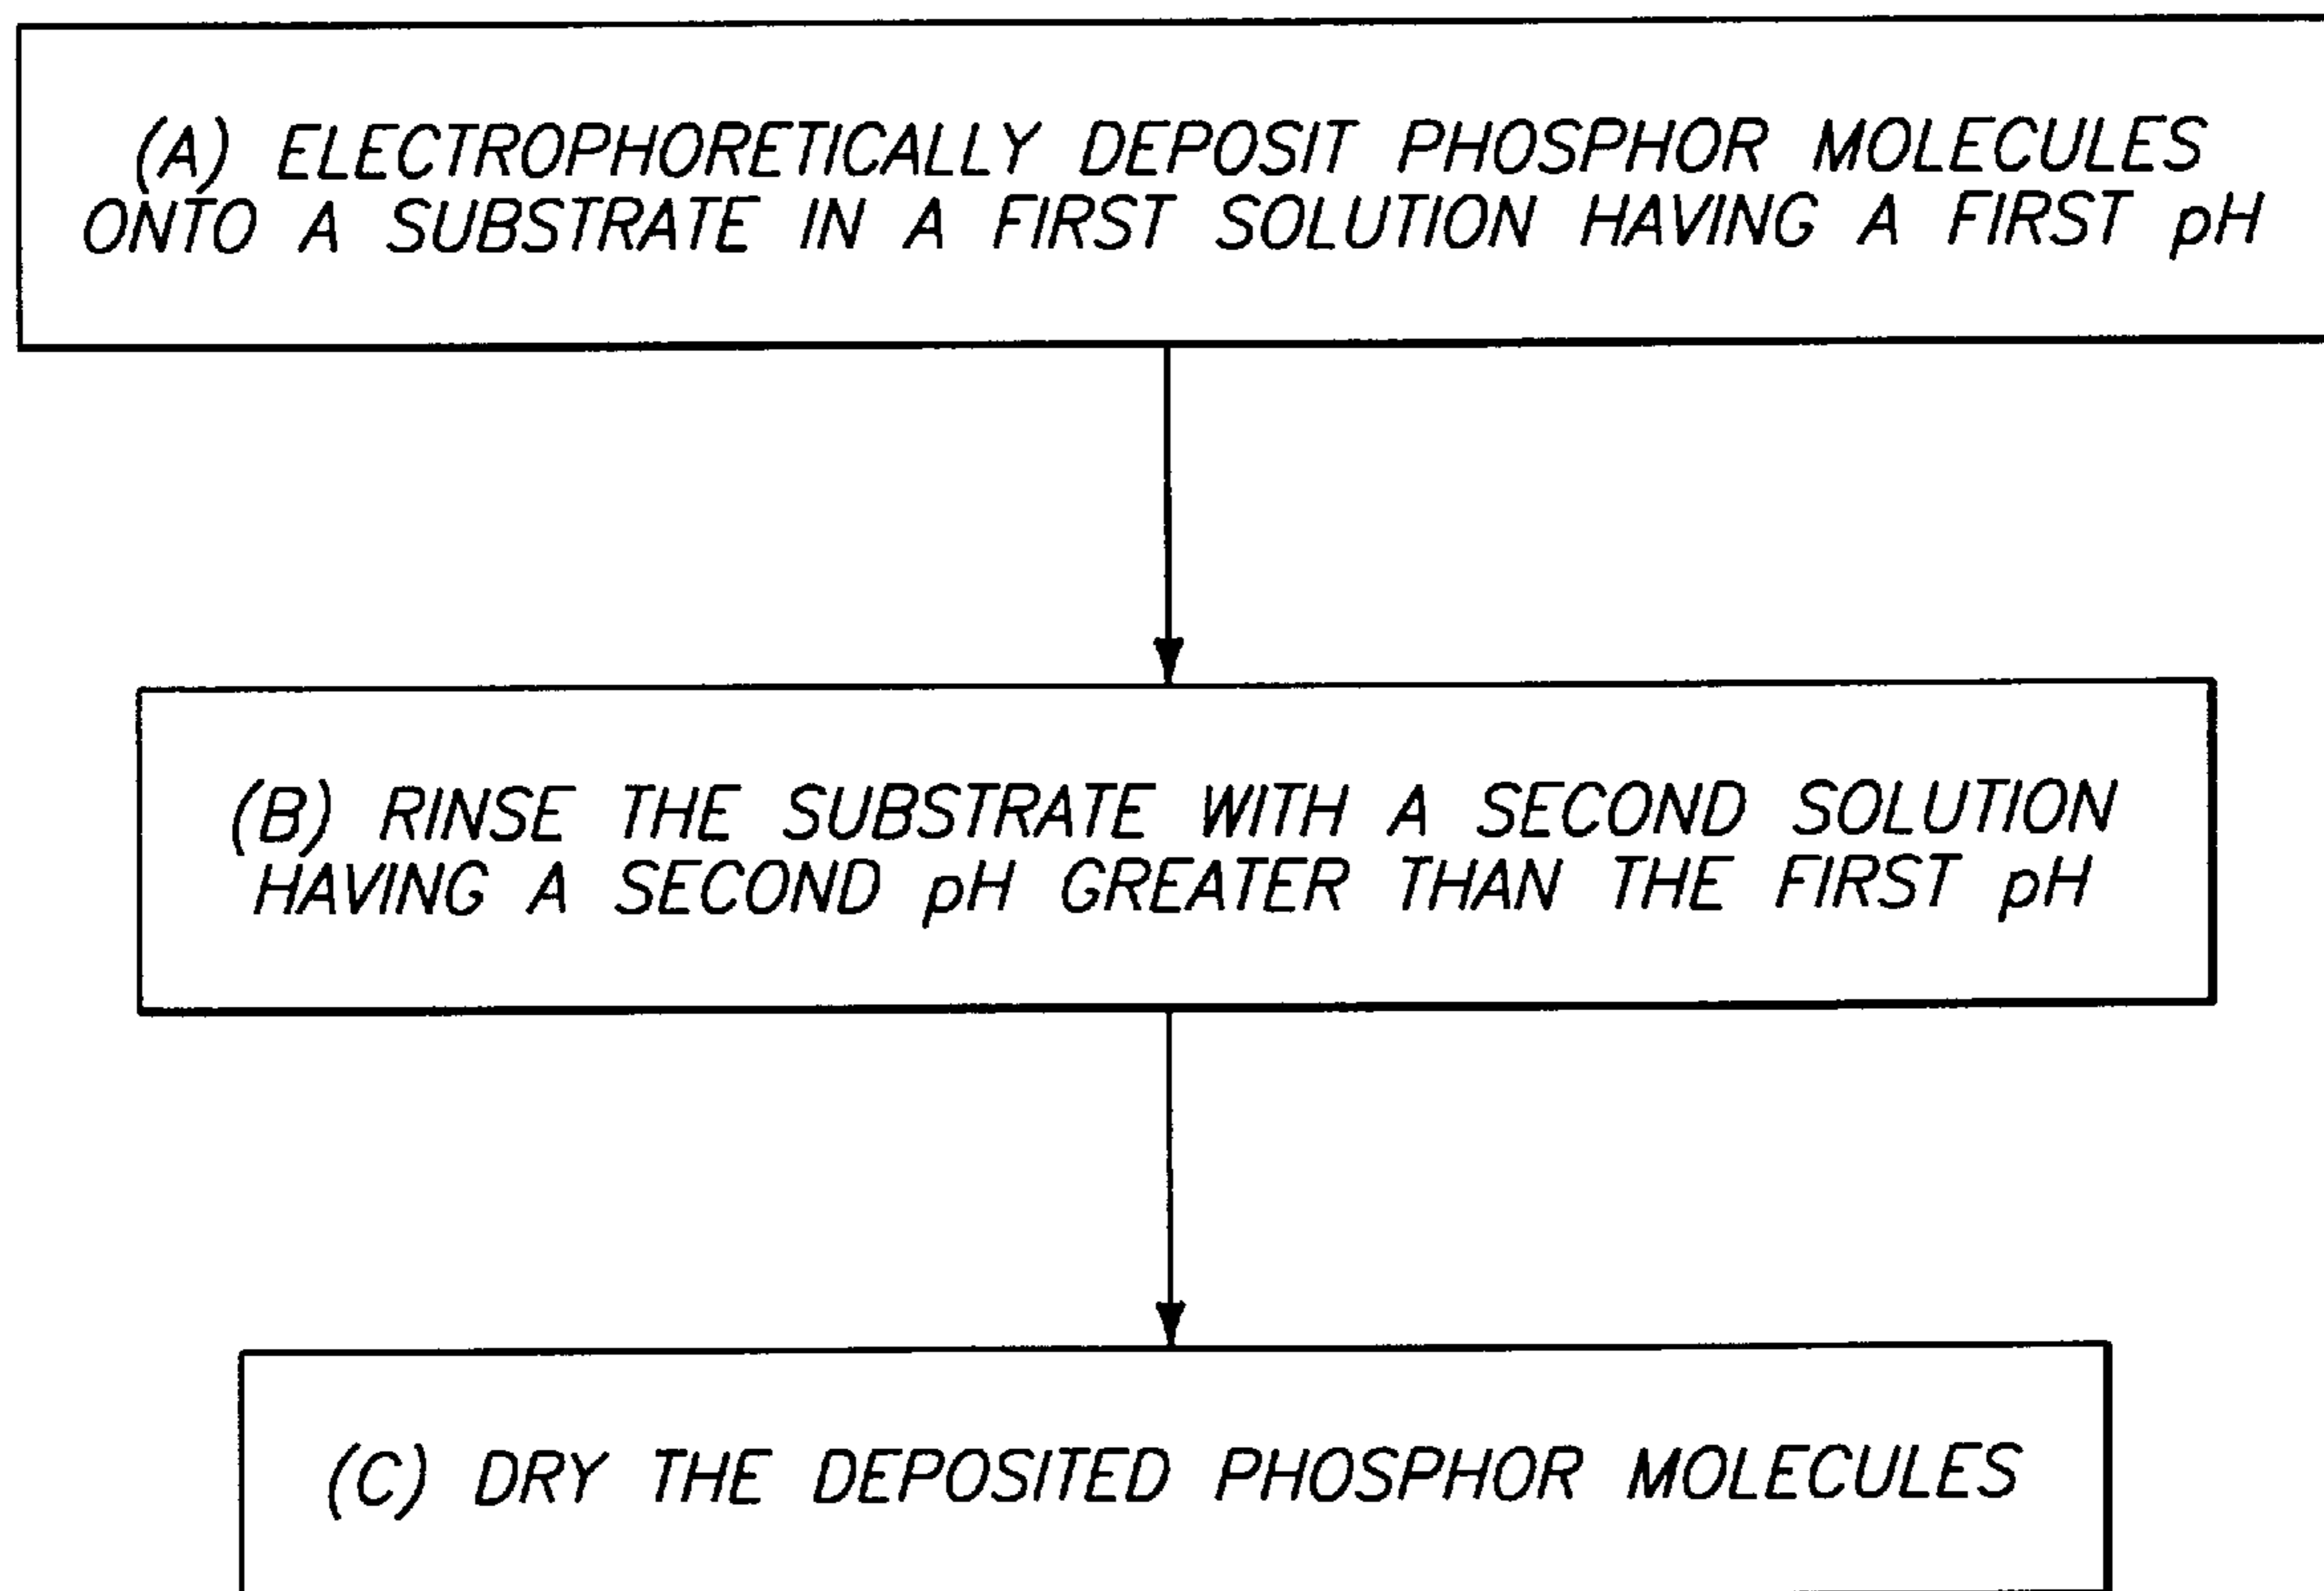 (A) ELECTROPHORETICALLY DEPOSIT PHOSPHOR MOLECULES
ONTO A SUBSTRATE IN A FIRST SOLUTION HAVING A FIRST pH
(B) RINSE THE SUBSTRATE WITH A SECOND SOLUTION
HAVING A SECOND pH GREATER THAN THE FIRST pH
(C) DRY THE DEPOSITED PHOSPHOR MOLECULES